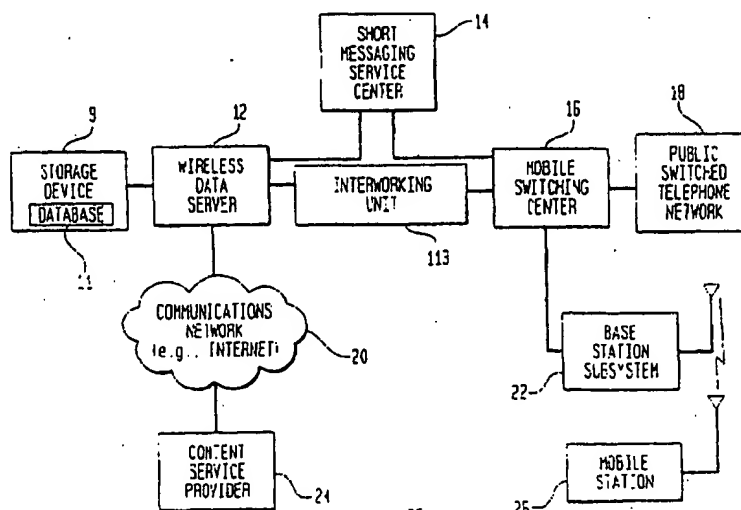 SHORT
MESSAGING
SERVICE
CENTER
14
9
12
16
18
STORAGE
DEVICE
DATABASE
11
WIRELESS
DATA
SERVER
INTERWORKING
UNIT
113
MOBILE
SWITCHING
CENTER
PUBLIC
SWITCHED
TELEPHONE
NETWORK
COMMUNICATIONS
NETWORK
(e.g., INTERNET)
20
BASE
STATION
SUBSYSTEM
22
CONTENT
SERVICE
PROVIDER
24
MOBILE
STATION
26